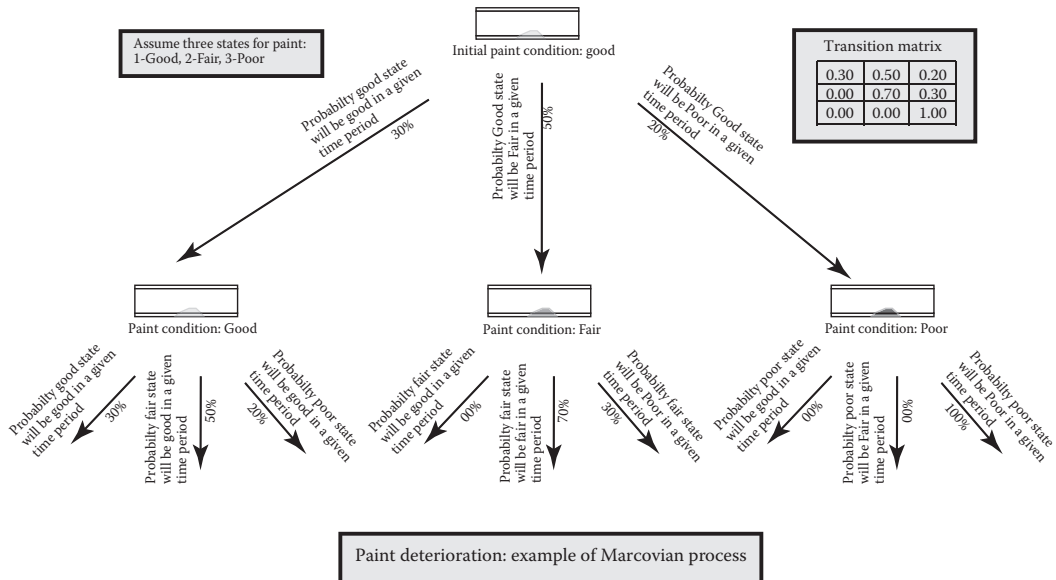 Assume three states for paint:
1-Good, 2-Fair, 3-Poor
Initial paint condition: good
Transition matrix
0.30 0.50 0.20
0.00 0.70 0.30
0.00 0.00 1.00
Probabilty good state
will be good in a given
time period
30%
Probabilty Good state
will be Fair in a given
time period
50%
Probabilty Good state
will be Poor in a given
time period
20%
Paint condition: Good
Paint condition: Fair
Paint condition: Poor
Probabilty good state
will be good in a given
time period
30%
Probabilty fair state
will be good in a given
time period
50%
Probabilty poor state
will be good in a given
time period
20%
Probabilty fair state
will be good in a given
time period
00%
Probabilty fair state
will be fair in a given
time period
70%
Probabilty fair state
will be Poor in a given
time period
30%
Probabilty poor state
will be good in a given
time period
00%
Probabilty poor state
will be Fair in a given
time period
00%
Probabilty poor state
will be Poor in a given
time period
100%
Paint deterioration: example of Marcovian process